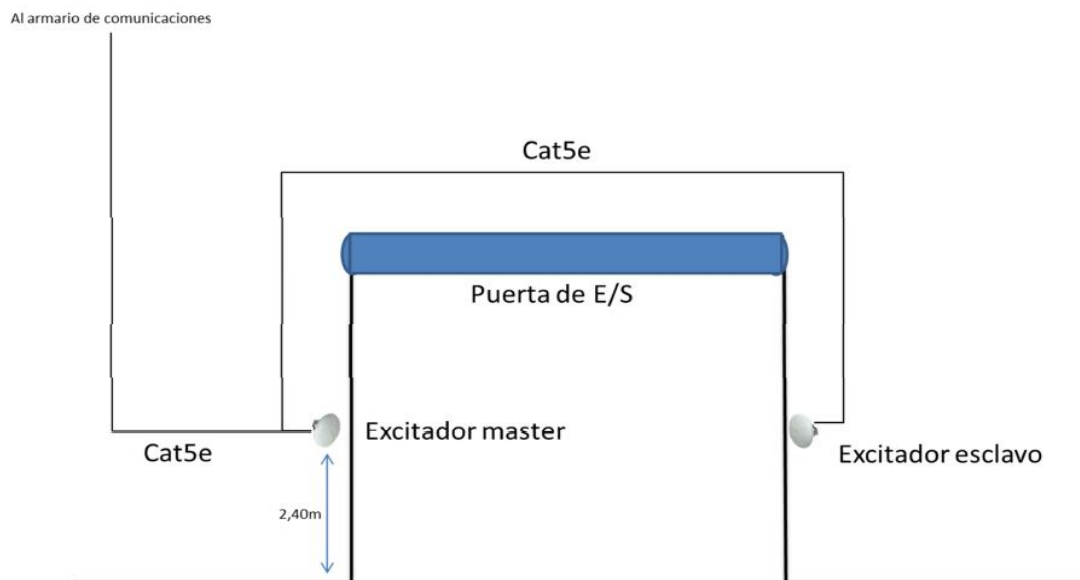 Al armario de comunicaciones
Cat5e
Puerta de E/S
Excitador master
Cat5e
Excitador esclavo
2,40m